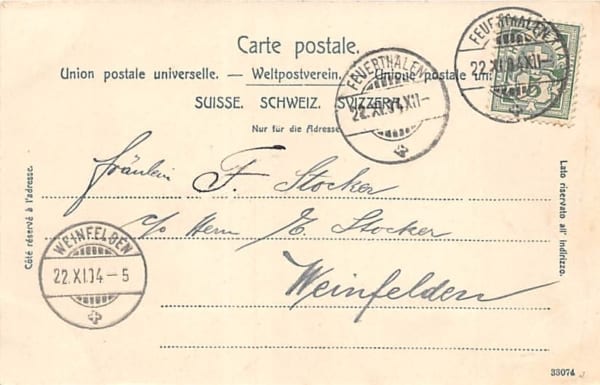 Carte postale.
Union postale universelle. — Weltpostverein. — Unione postale Un
SUISSE. SCHWEIZ. SVIZZERA.
Nur für die Adresse
FEUERTHALEN
22.XI.04.XII-
FEUERTHALEN
22.XI.04.XII-
5
Côté réservé à l'adresse.
Lato riservato all' indirizzo.
Fräulein F. Stocker
c/o Herrn E. Stocker
Weinfelden
WEINFELDEN
22.XI.04-5
33074